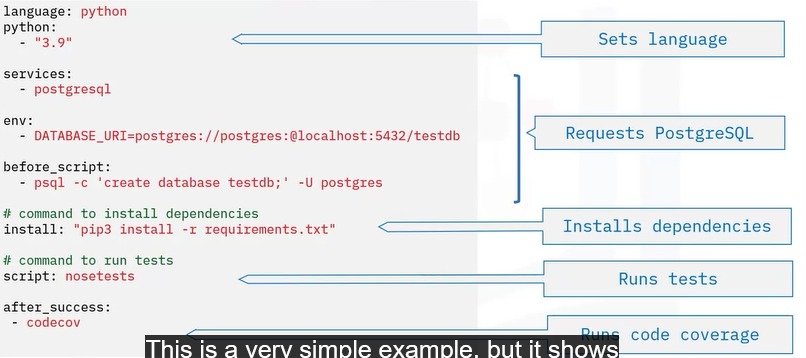 language: python
python:
  - "3.9"
Sets language
services:
  - postgresql
env:
  - DATABASE_URI=postgres://postgres:@localhost:5432/testdb
before_script:
  - psql -c 'create database testdb;' -U postgres
Requests PostgreSQL
# command to install dependencies
install: "pip3 install -r requirements.txt"
Installs dependencies
# command to run tests
script: nosetests
Runs tests
after_success:
 - codecov
Runs code coverage
This is a very simple example, but it shows